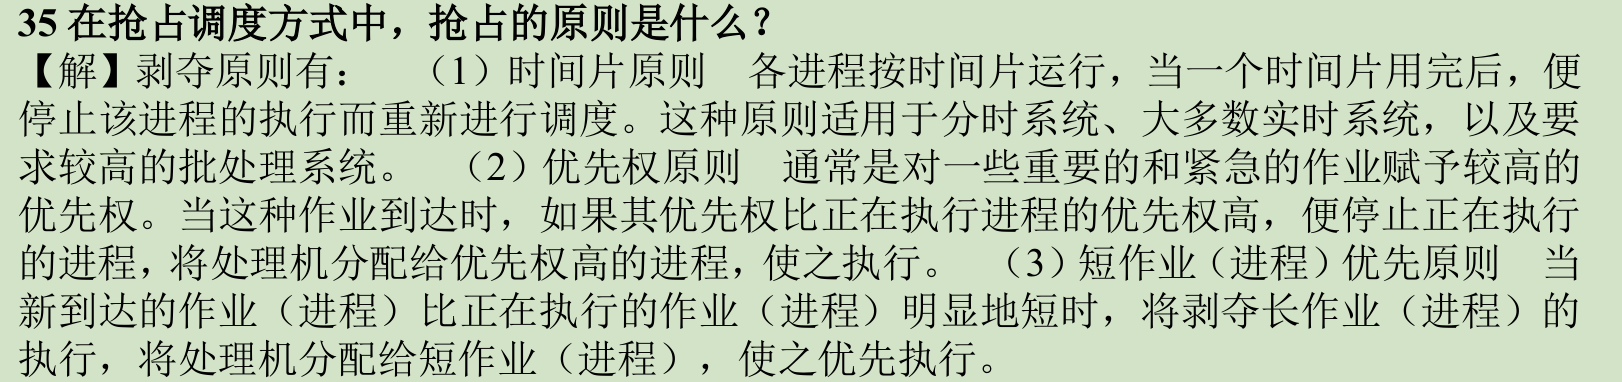 35 在抢占调度方式中，抢占的原则是什么？
【解】剥夺原则有： （1）时间片原则 各进程按时间片运行，当一个时间片用完后，便
停止该进程的执行而重新进行调度。这种原则适用于分时系统、大多数实时系统，以及要
求较高的批处理系统。 （2）优先权原则 通常是对一些重要的和紧急的作业赋予较高的
优先权。当这种作业到达时，如果其优先权比正在执行进程的优先权高，便停止正在执行
的进程，将处理机分配给优先权高的进程，使之执行。 （3）短作业（进程）优先原则 当
新到达的作业（进程）比正在执行的作业（进程）明显地短时，将剥夺长作业（进程）的
执行，将处理机分配给短作业（进程），使之优先执行。